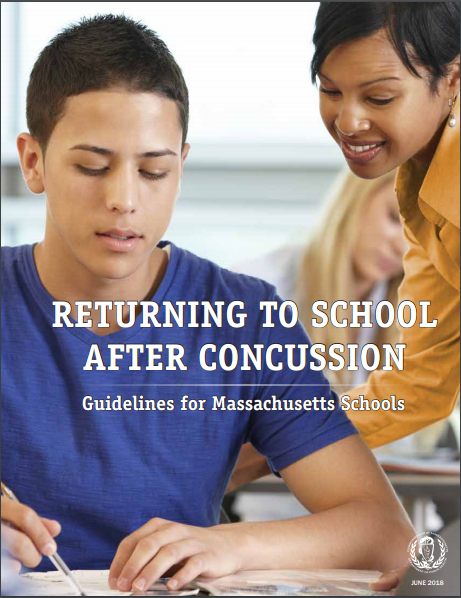 RETURNING TO SCHOOL
AFTER CONCUSSION
Guidelines for Massachusetts Schools
JUNE 2018